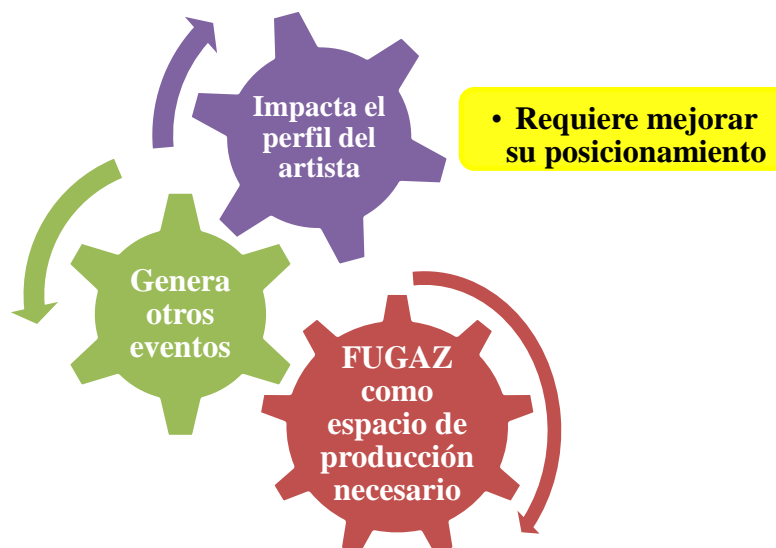 Impacta el
perfil del
artista
• Requiere mejorar
su posicionamiento
Genera
otros
eventos
FUGAZ
como
espacio de
producción
necesario